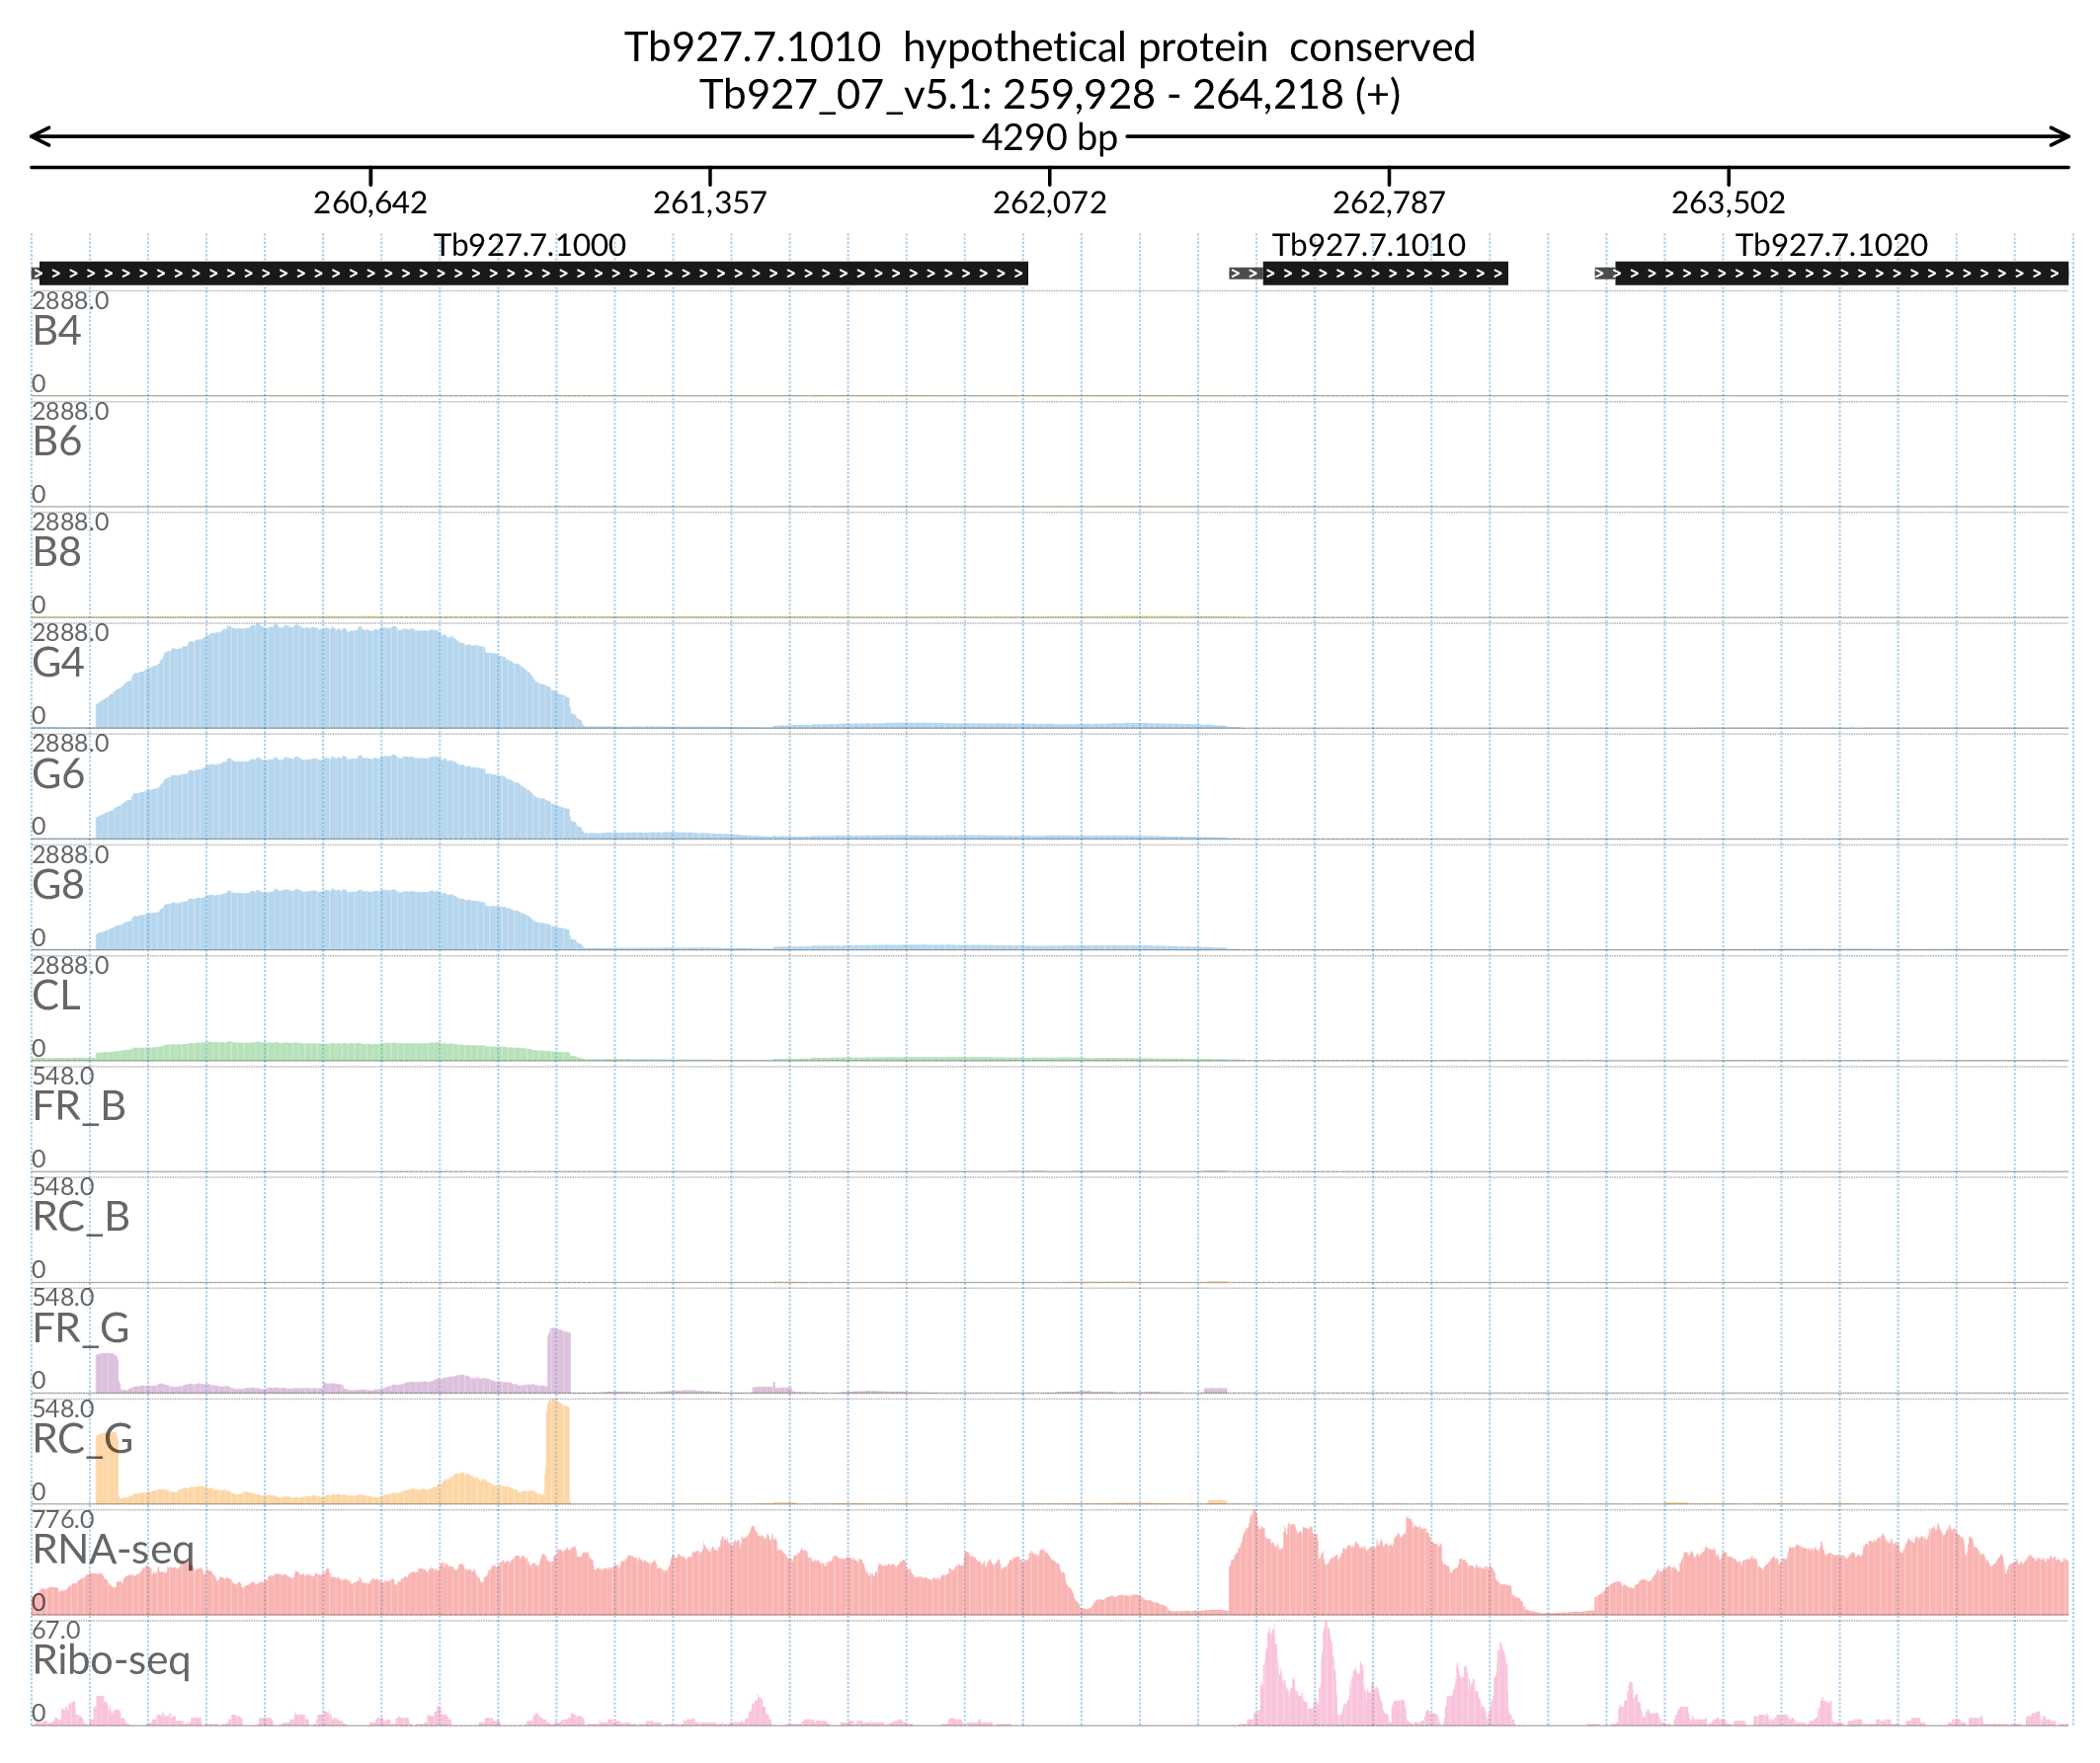 Tb927.7.1010 hypothetical protein conserved
Tb927_07_v5.1: 259,928 - 264,218 (+)
4290 bp
260,642 261,357 262,072 262,787 263,502
Tb927.7.1000 Tb927.7.1010 Tb927.7.1020
2888.0
B4
0
2888.0
B6
0
2888.0
B8
0
2888.0
G4
0
2888.0
G6
0
2888.0
G8
0
2888.0
CL
0
548.0
FR_B
0
548.0
RC_B
0
548.0
FR_G
0
548.0
RC_G
0
776.0
RNA-seq
0
67.0
Ribo-seq
0